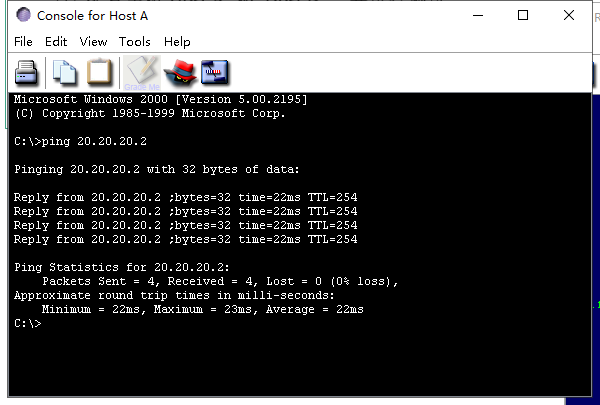 Console for Host A
File Edit View Tools Help
Microsoft Windows 2000 [Version 5.00.2195]
(C) Copyright 1985-1999 Microsoft Corp.
C:\>ping 20.20.20.2
Pinging 20.20.20.2 with 32 bytes of data:
Reply from 20.20.20.2 ;bytes=32 time=22ms TTL=254
Reply from 20.20.20.2 ;bytes=32 time=22ms TTL=254
Reply from 20.20.20.2 ;bytes=32 time=22ms TTL=254
Reply from 20.20.20.2 ;bytes=32 time=22ms TTL=254
Ping Statistics for 20.20.20.2:
Packets Sent = 4, Received = 4, Lost = 0 (0% loss),
Approximate round trip times in milli-seconds:
Minimum = 22ms, Maximum = 23ms, Average = 22ms
C:\>